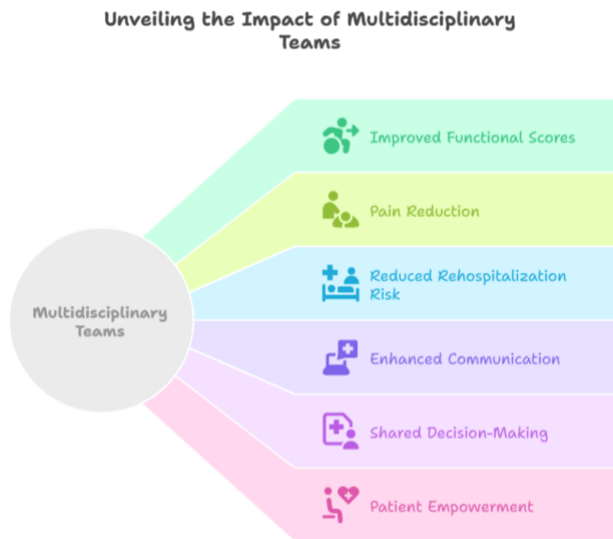 Unveiling the Impact of Multidisciplinary
Teams
Improved Functional Scores
Pain Reduction
Reduced Rehospitalization
Risk
Multidisciplinary
Teams
Enhanced Communication
Shared Decision-Making
Patient Empowerment